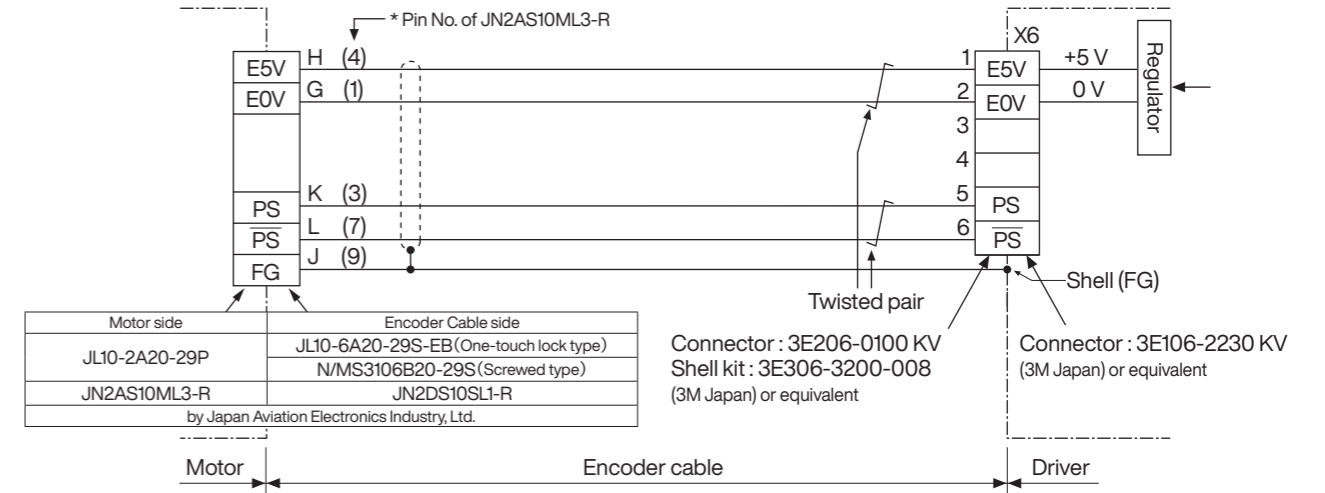 * Pin No. of JN2AS10ML3-R
X6
E5V H (4) 1 E5V +5 V
E0V G (1) 2 E0V 0 V
Regulator
3
4
PS K (3) 5 PS
P̅S̅ L (7) 6 P̅S̅
FG J (9)
Shell (FG)
Twisted pair
Motor side Encoder Cable side
JL10-2A20-29P JL10-6A20-29S-EB (One-touch lock type)
N/MS3106B20-29S (Screwed type)
JN2AS10ML3-R JN2DS10SL1-R
by Japan Aviation Electronics Industry, Ltd.
Connector : 3E206-0100 KV
Shell kit : 3E306-3200-008
(3M Japan) or equivalent
Connector : 3E106-2230 KV
(3M Japan) or equivalent
Motor Encoder cable Driver